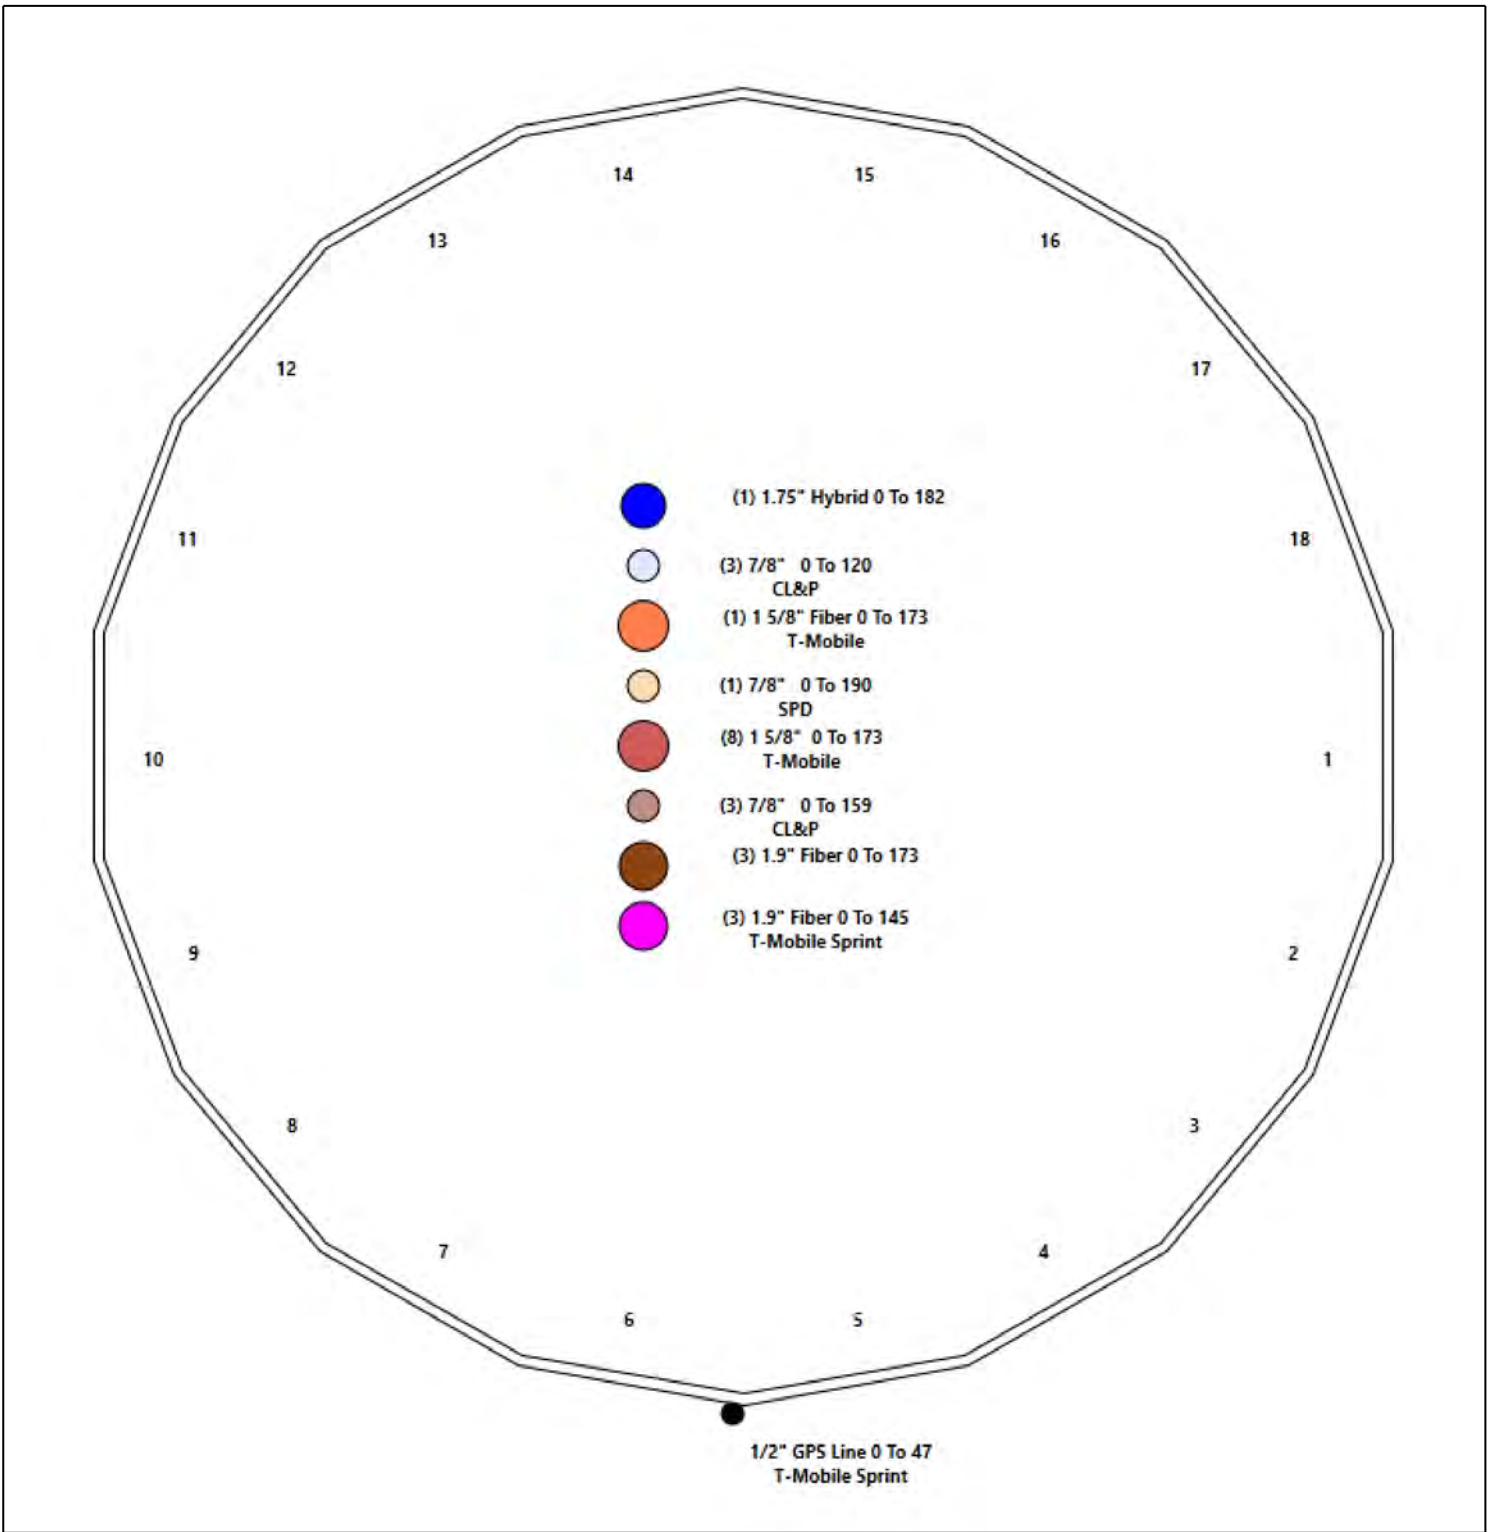 14
15
13
16
12
17
(1) 1.75" Hybrid 0 To 182
11
18
(3) 7/8" 0 To 120
CL&P
(1) 1 5/8" Fiber 0 To 173
T-Mobile
(1) 7/8" 0 To 190
SPD
(8) 1 5/8" 0 To 173
T-Mobile
10
1
(3) 7/8" 0 To 159
CL&P
(3) 1.9" Fiber 0 To 173
(3) 1.9" Fiber 0 To 145
T-Mobile Sprint
9
2
8
3
7
4
6
5
1/2" GPS Line 0 To 47
T-Mobile Sprint